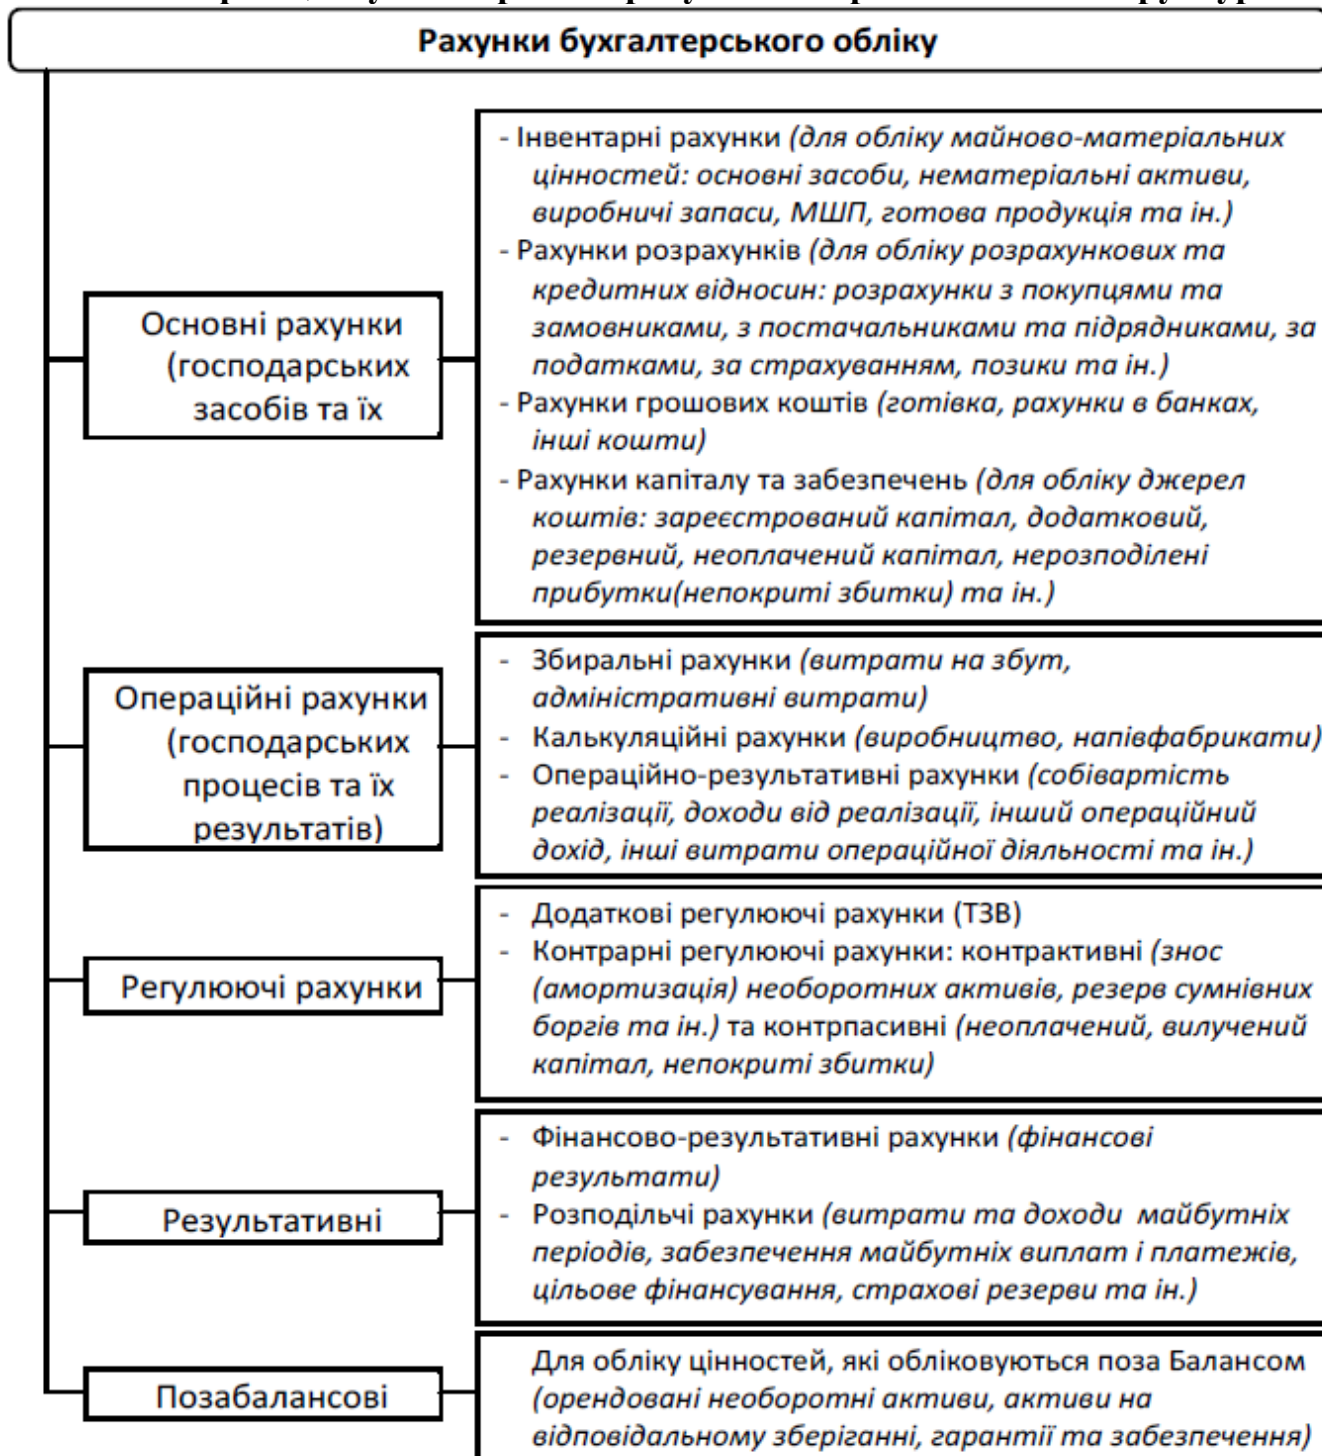 Рахунки бухгалтерського обліку
Основні рахунки
(господарських
засобів та їх
- Інвентарні рахунки (для обліку майново-матеріальних
цінностей: основні засоби, нематеріальні активи,
виробничі запаси, МШП, готова продукція та ін.)
- Рахунки розрахунків (для обліку розрахункових та
кредитних відносин: розрахунки з покупцями та
замовниками, з постачальниками та підрядниками, за
податками, за страхуванням, позики та ін.)
- Рахунки грошових коштів (готівка, рахунки в банках,
інші кошти)
- Рахунки капіталу та забезпечень (для обліку джерел
коштів: зареєстрований капітал, додатковий,
резервний, неоплачений капітал, нерозподілені
прибутки(непокриті збитки) та ін.)
Операційні рахунки
(господарських
процесів та їх
результатів)
- Збиральні рахунки (витрати на збут,
адміністративні витрати)
- Калькуляційні рахунки (виробництво, напівфабрикати)
- Операційно-результативні рахунки (собівартість
реалізації, доходи від реалізації, інший операційний
дохід, інші витрати операційної діяльності та ін.)
Регулюючі рахунки
- Додаткові регулюючі рахунки (ТЗВ)
- Контрарні регулюючі рахунки: контрактивні (знос
(амортизація) необоротних активів, резерв сумнівних
боргів та ін.) та контрпасивні (неоплачений, вилучений
капітал, непокриті збитки)
Результативні
- Фінансово-результативні рахунки (фінансові
результати)
- Розподільчі рахунки (витрати та доходи майбутніх
періодів, забезпечення майбутніх виплат і платежів,
цільове фінансування, страхові резерви та ін.)
Позабалансові
Для обліку цінностей, які обліковуються поза Балансом
(орендовані необоротні активи, активи на
відповідальному зберіганні, гарантії та забезпечення)